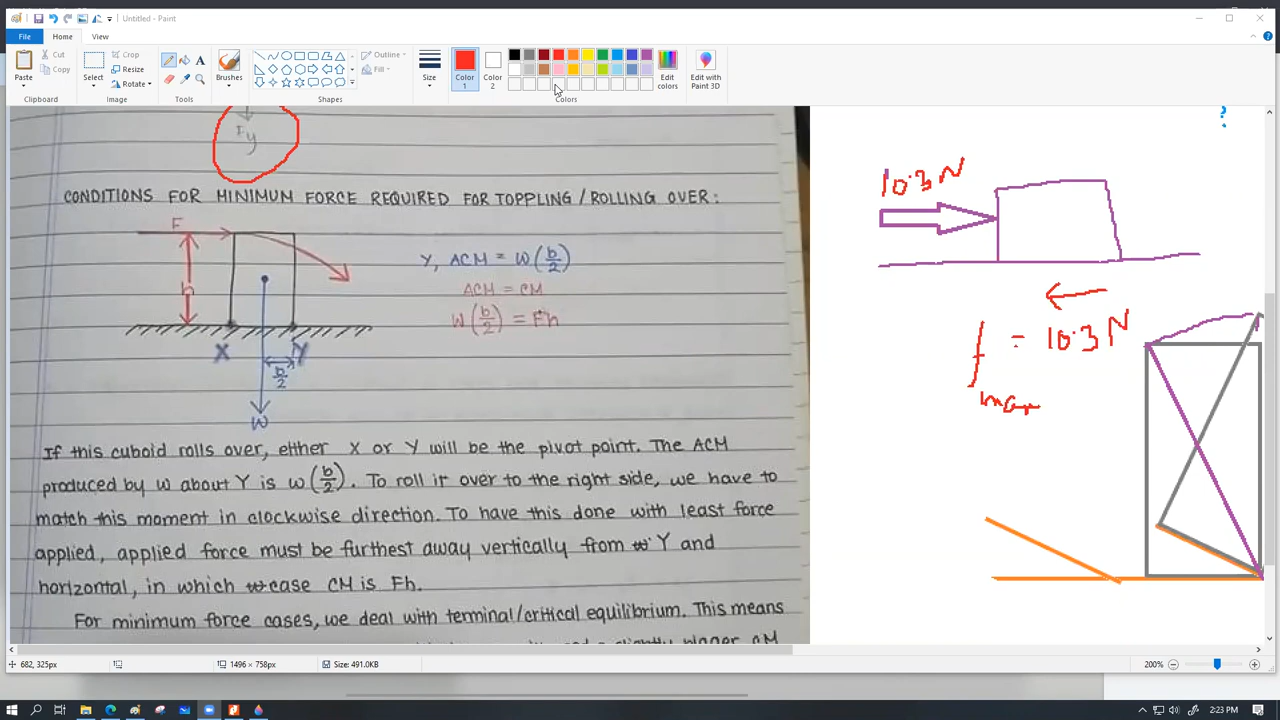 Untitled - Paint
File
Home
View
Paste
Cut
Copy
Clipboard
Select
Crop
Resize
Rotate
Image
Tools
Brushes
Shapes
Outline
Fill
Size
Color
1
Color
2
Colors
Edit
colors
Edit with
Paint 3D
Fy
CONDITIONS FOR MINIMUM FORCE REQUIRED FOR TOPPLING / ROLLING OVER:
F
h
X
Y
b/2
W
Y, ACM = W(b/2)
ACM = CM
W(b/2) = Fh
If this cuboid rolls over, either X or Y will be the pivot point. The ACM
produced by W about Y is W(b/2). To roll it over to the right side, we have to
match this moment in clockwise direction. To have this done with least force
applied, applied force must be furthest away vertically from Y and
horizontal, in which case CM is Fh.
For minimum force cases, we deal with terminal/critical equilibrium. This means
?
10.3 N
f max = 10.3 N
682, 325px
1496 × 758px
Size: 491.0KB
200%
2:23 PM